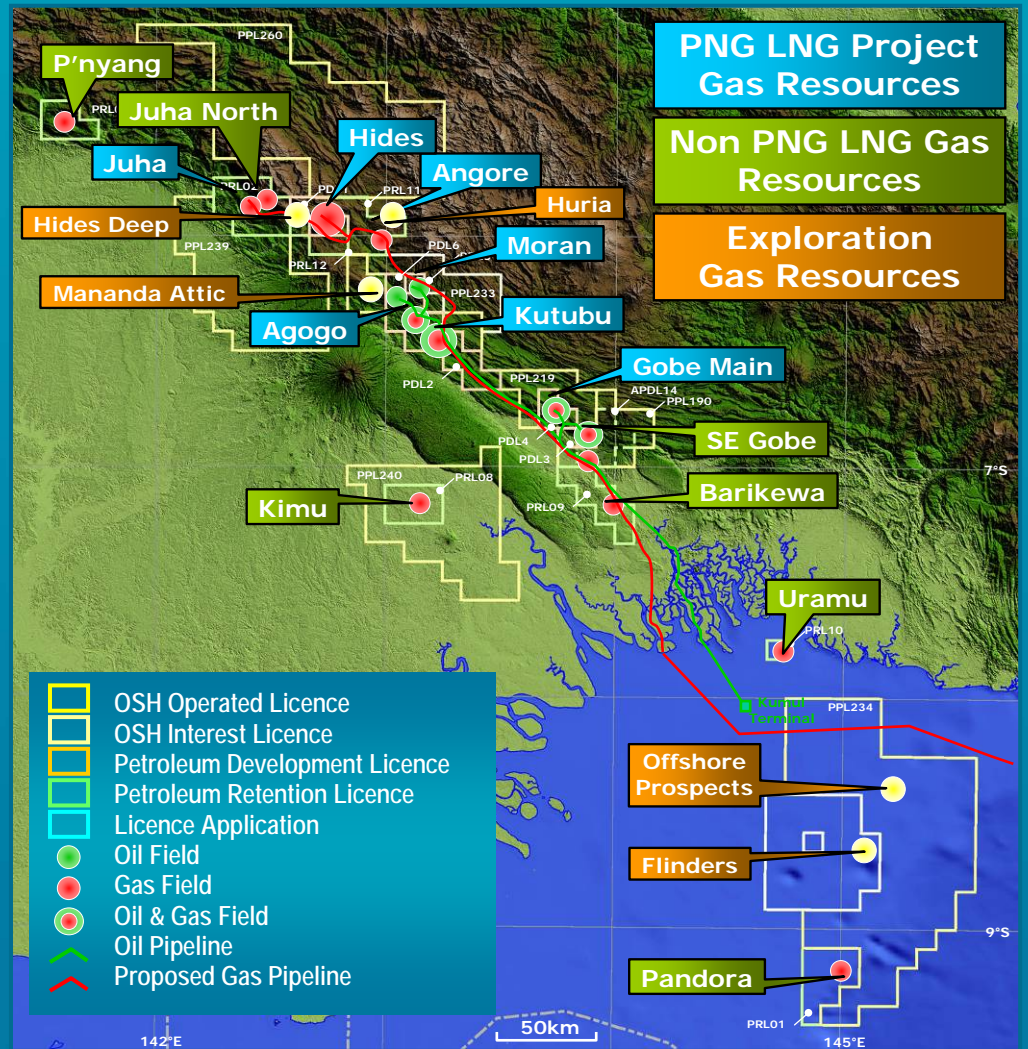 PPL260
PNG LNG Project
Gas Resources
P'nyang
Juha North
Hides
Non PNG LNG Gas
Resources
Juha
Angore
PRL02
PRL11
Hides Deep
Huria
Exploration
Gas Resources
PPL239
PDL6
Moran
PRL12
Mananda Attic
PPL233
Agogo
Kutubu
Gobe Main
PDL2
PPL219
APDL14
PPL190
SE Gobe
PDL4
PDL3
7°S
PPL240
PRL08
Kimu
Barikewa
PRL09
Uramu
PRL10
OSH Operated Licence
OSH Interest Licence
Petroleum Development Licence
Petroleum Retention Licence
Licence Application
Oil Field
Gas Field
Oil & Gas Field
Oil Pipeline
Proposed Gas Pipeline
Kumul
Terminal
PPL234
Offshore
Prospects
Flinders
9°S
Pandora
PRL01
50km
142°E
145°E